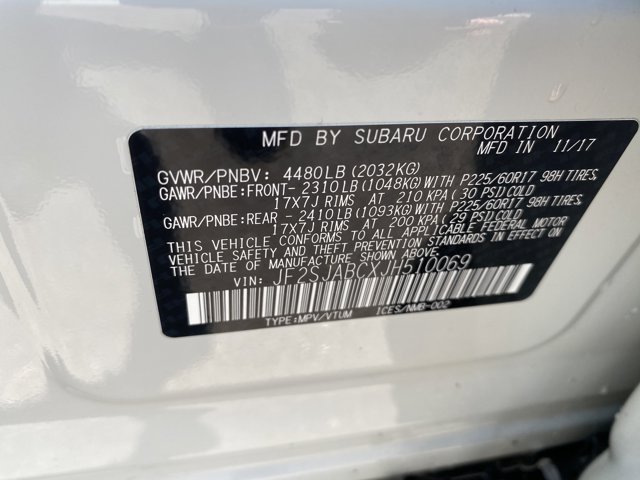 MFD BY SUBARU CORPORATION
MFD IN 11/17
GVWR/PNBV: 4480LB(2032KG)
GAWR/PNBE:FRONT- 2310LB(1048KG)WITH P225/60R17 98H TIRES,
17X7J RIMS AT 210 KPA (30 PSI)COLD
GAWR/PNBE:REAR - 2410LB(1093KG)WITH P225/60R17 98H TIRES,
17X7J RIMS AT 200 KPA (29 PSI)COLD
THIS VEHICLE CONFORMS TO ALL APPLICABLE FEDERAL MOTOR
VEHICLE SAFETY AND THEFT PREVENTION STANDARDS IN EFFECT ON
THE DATE OF MANUFACTURE SHOWN ABOVE.
VIN: JF2SJABCXJH510069
TYPE:MPV/VTUM ICES/NMB-002